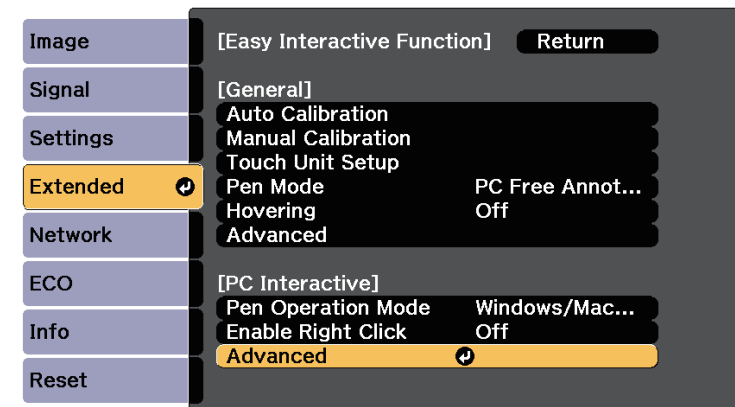 Image
Signal
Settings
Extended
Network
ECO
Info
Reset
[Easy Interactive Function] Return
[General]
Auto Calibration
Manual Calibration
Touch Unit Setup
Pen Mode PC Free Annot...
Hovering Off
Advanced
[PC Interactive]
Pen Operation Mode Windows/Mac...
Enable Right Click Off
Advanced